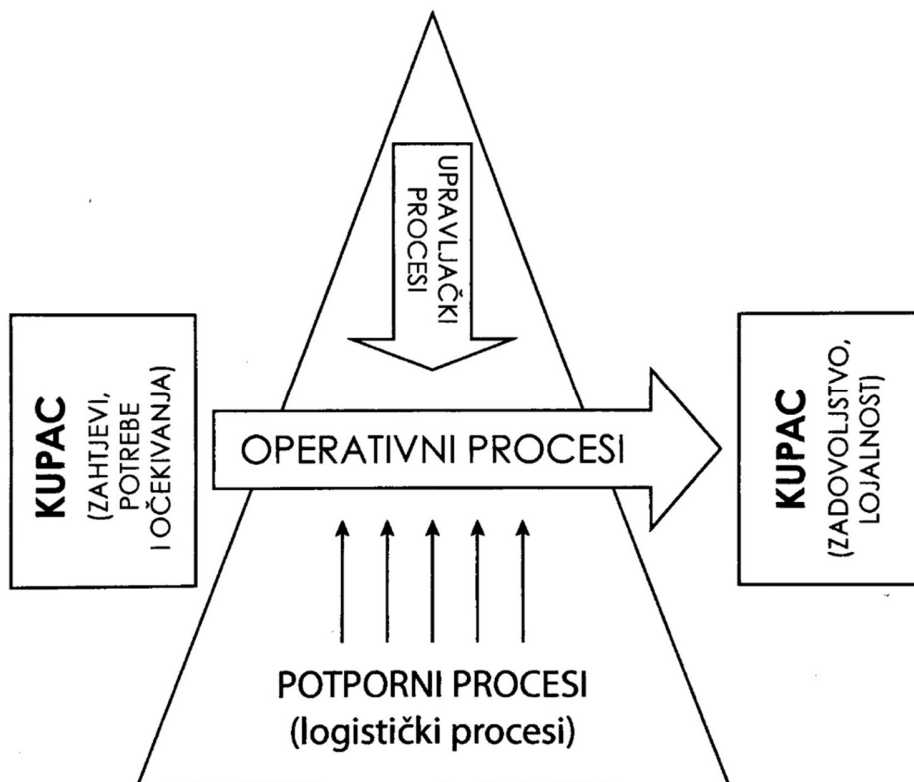 UPRAVLJAČKI
PROCESI
KUPAC
(ZAHTJEVI,
POTREBE
I OČEKIVANJA)
OPERATIVNI PROCESI
KUPAC
(ZADOVOLJSTVO,
LOJALNOST)
POTPORNI PROCESI
(logistički procesi)